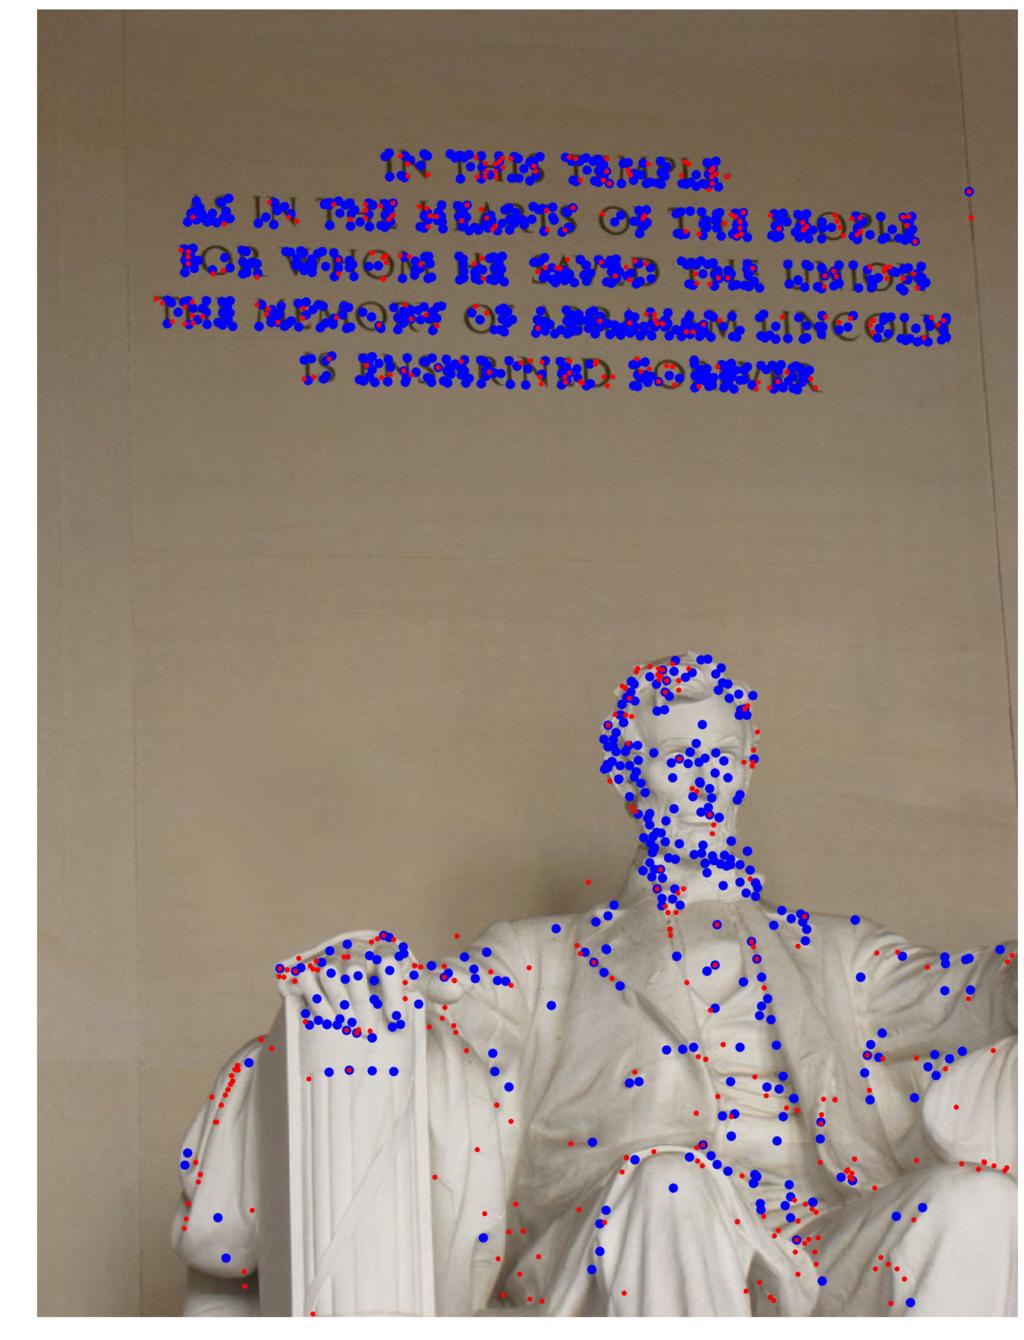 IN THIS TEMPLE
AS IN THE HEARTS OF THE PEOPLE
FOR WHOM HE SAVED THE UNION
THE MEMORY OF ABRAHAM LINCOLN
IS ENSHRINED FOREVER